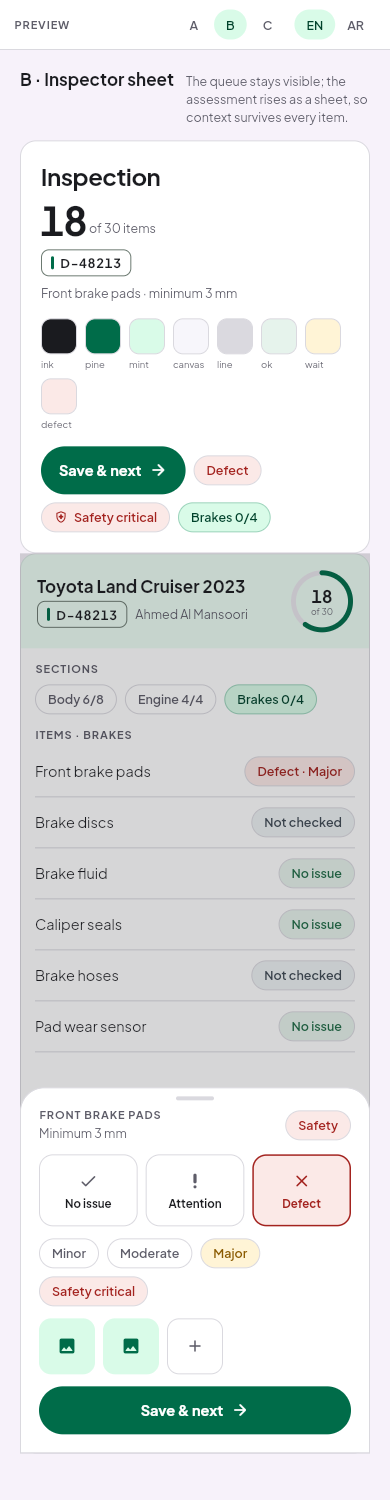 PREVIEW
A B C EN AR
B · Inspector sheet
The queue stays visible; the
assessment rises as a sheet, so
context survives every item.
Inspection
18 of 30 items
D-48213
Front brake pads · minimum 3 mm
ink pine mint canvas line ok wait
defect
Save & next
Defect
Safety critical
Brakes 0/4
Toyota Land Cruiser 2023
D-48213
Ahmed Al Mansoori
18
of 30
SECTIONS
Body 6/8 Engine 4/4 Brakes 0/4
ITEMS · BRAKES
Front brake pads Defect · Major
Brake discs Not checked
Brake fluid No issue
Caliper seals No issue
Brake hoses Not checked
Pad wear sensor No issue
FRONT BRAKE PADS
Minimum 3 mm
Safety
No issue Attention Defect
Minor Moderate Major
Safety critical
Save & next